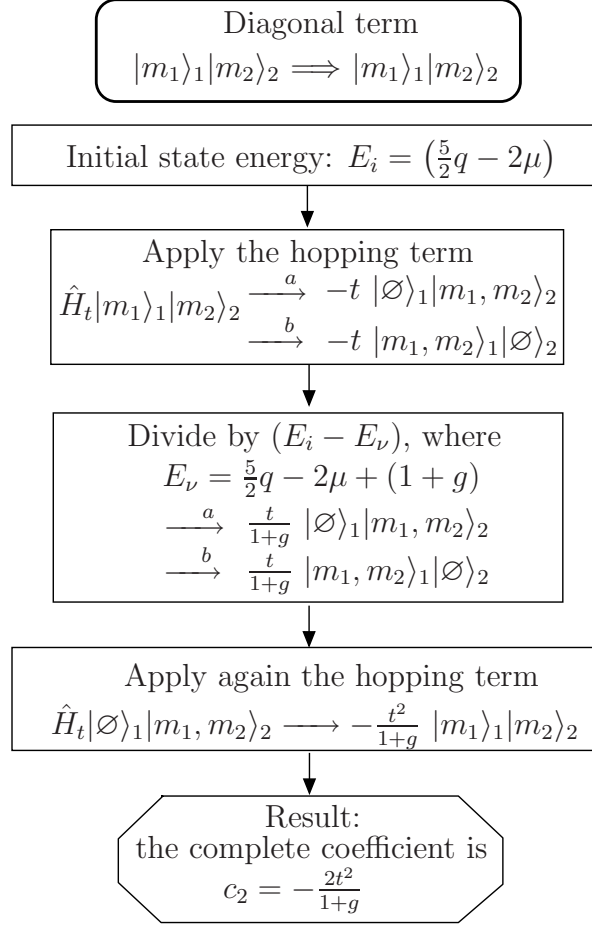 Diagonal term
|m₁⟩₁|m₂⟩₂ ⟹ |m₁⟩₁|m₂⟩₂
Initial state energy: Eᵢ = (5/2 q − 2μ)
Apply the hopping term
Ĥₜ|m₁⟩₁|m₂⟩₂ —a→ −t |∅⟩₁|m₁, m₂⟩₂
—b→ −t |m₁, m₂⟩₁|∅⟩₂
Divide by (Eᵢ − E_ν), where
E_ν = 5/2 q − 2μ + (1 + g)
—a→ t/(1+g) |∅⟩₁|m₁, m₂⟩₂
—b→ t/(1+g) |m₁, m₂⟩₁|∅⟩₂
Apply again the hopping term
Ĥₜ|∅⟩₁|m₁, m₂⟩₂ ⟶ −t²/(1+g) |m₁⟩₁|m₂⟩₂
Result:
the complete coefficient is
c₂ = −2t²/(1+g)